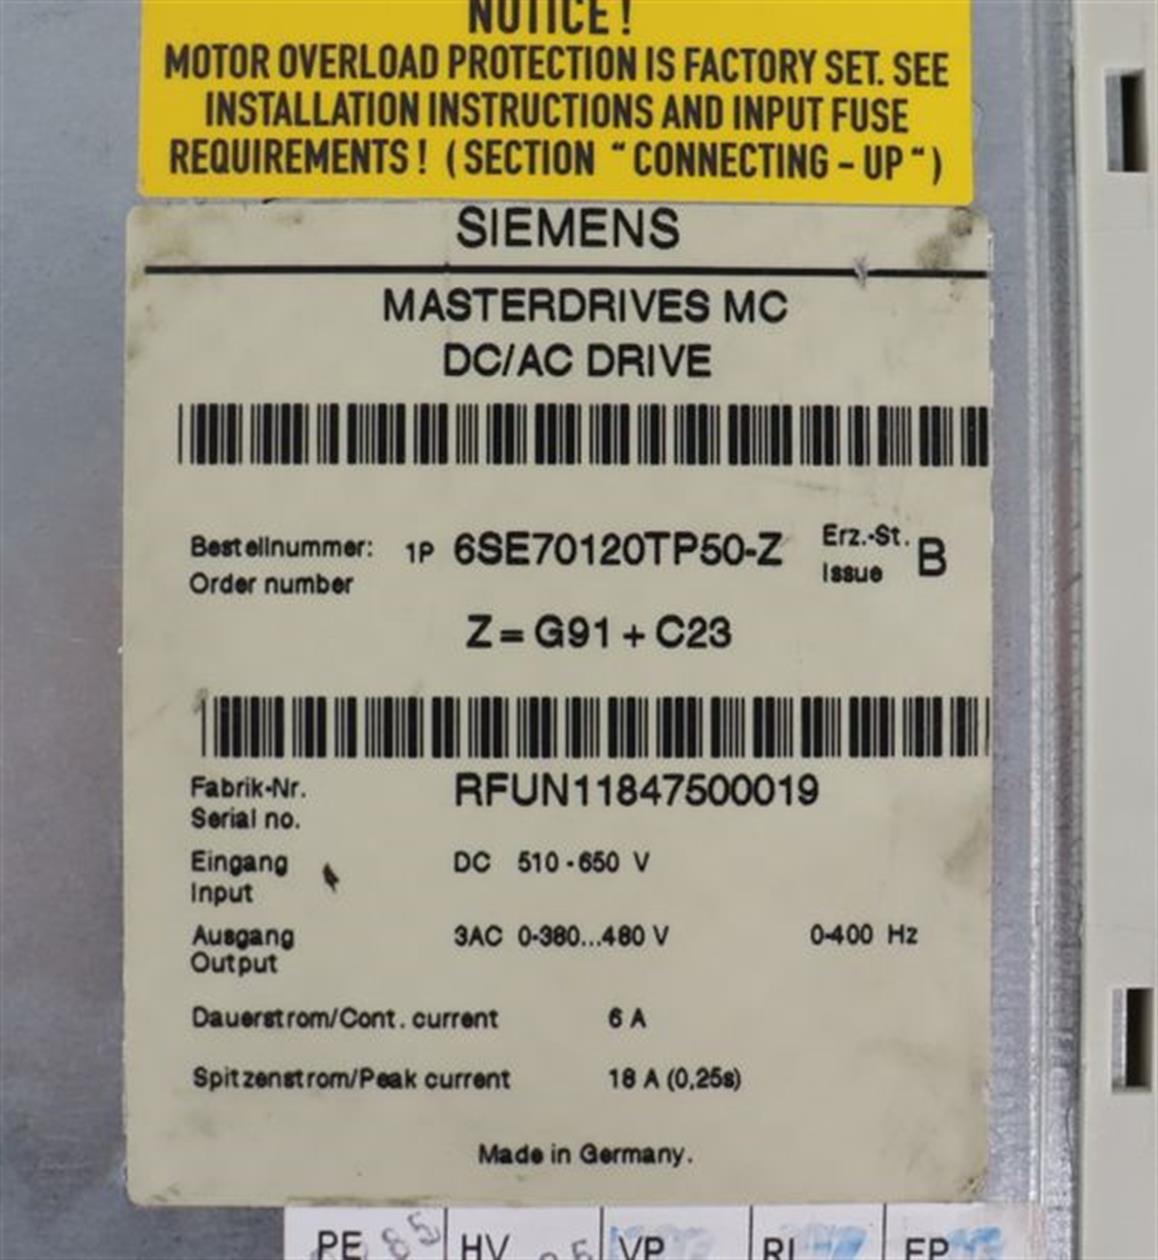 NOTICE !
MOTOR OVERLOAD PROTECTION IS FACTORY SET. SEE
INSTALLATION INSTRUCTIONS AND INPUT FUSE
REQUIREMENTS ! ( SECTION “ CONNECTING – UP “ )
SIEMENS
MASTERDRIVES MC
DC/AC DRIVE
Bestellnummer: 1P 6SE70120TP50-Z Erz.-St. B
Order number Issue
Z = G91 + C23
Fabrik-Nr. RFUN11847500019
Serial no.
Eingang DC 510 - 650 V
Input
Ausgang 3AC 0-380...480 V 0-400 Hz
Output
Dauerstrom/Cont. current 6 A
Spitzenstrom/Peak current 18 A (0,25s)
Made in Germany.
PE 85 HV VP